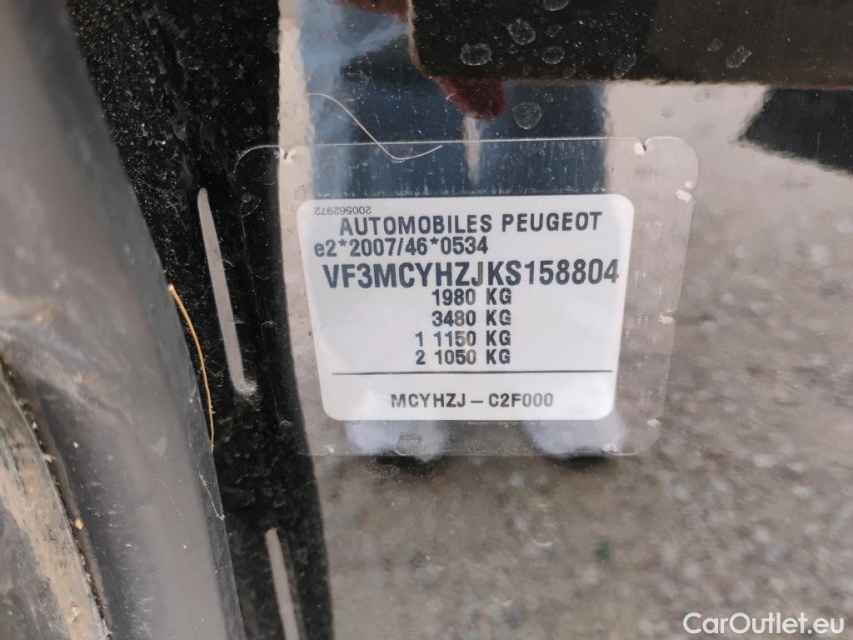 200562972
AUTOMOBILES PEUGEOT
e2*2007/46*0534
VF3MCYHZJKS158804
1980 KG
3480 KG
1 1150 KG
2 1050 KG
MCYHZJ – C2F000
CarOutlet.eu